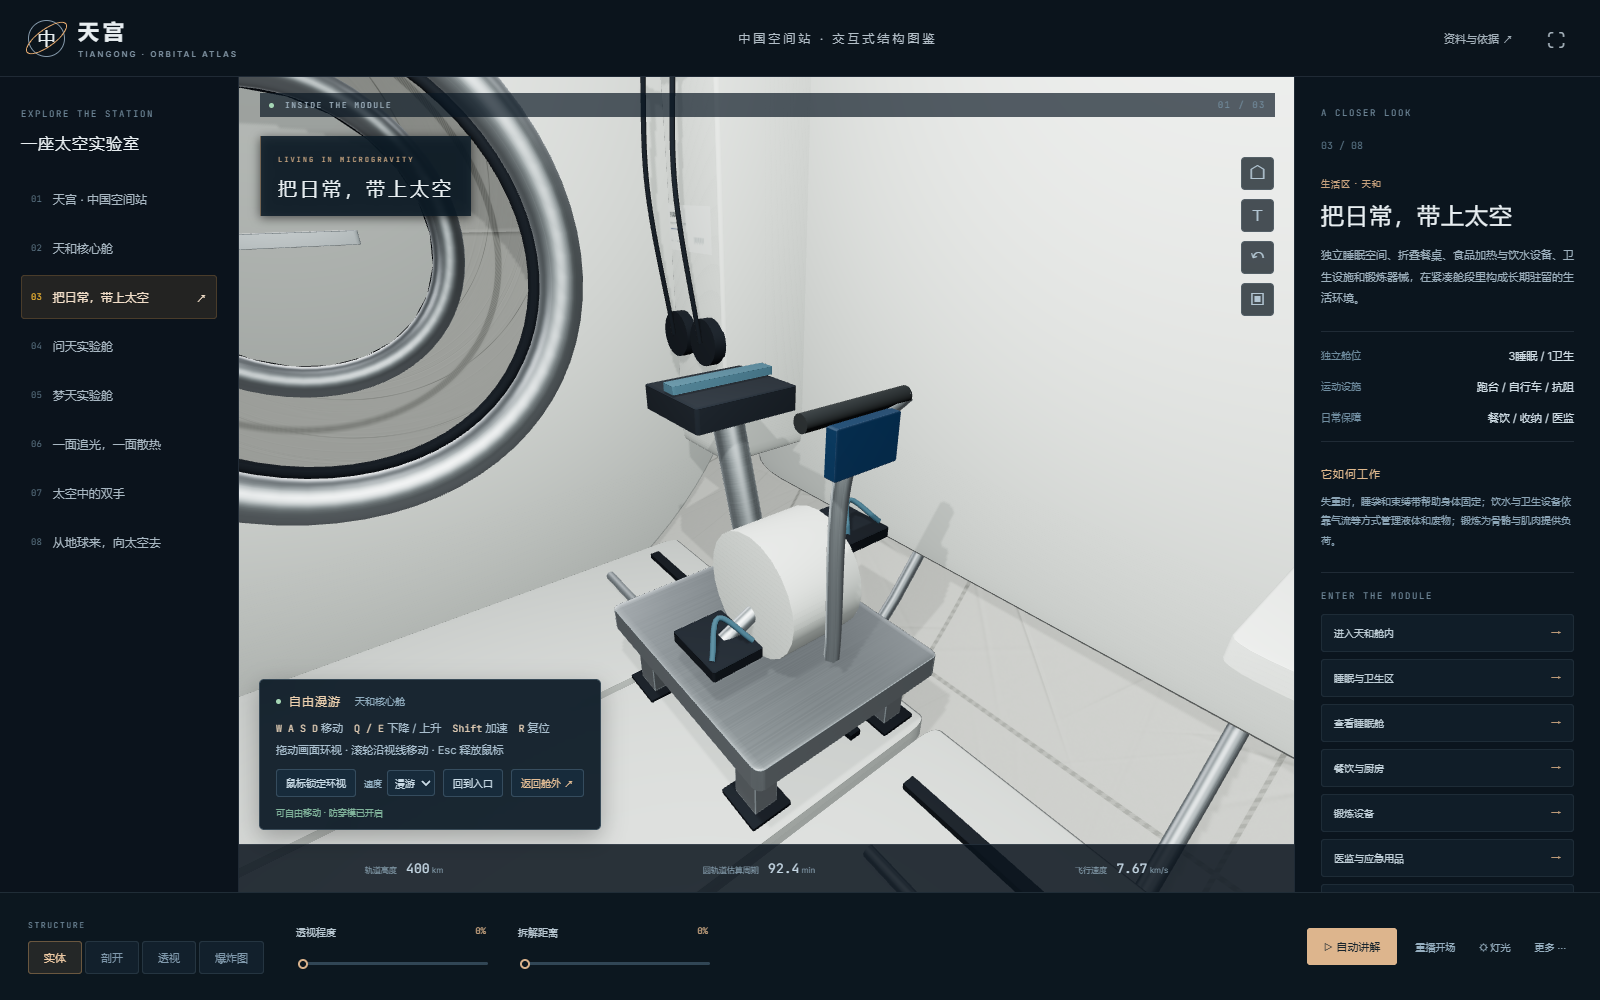 中
天宫
TIANGONG · ORBITAL ATLAS
中国空间站 · 交互式结构图鉴
资料与依据 ↗
EXPLORE THE STATION
一座太空实验室
01 天宫 · 中国空间站
02 天和核心舱
03 把日常，带上太空 ↗
04 问天实验舱
05 梦天实验舱
06 一面追光，一面散热
07 太空中的双手
08 从地球来，向太空去
INSIDE THE MODULE
01 / 03
LIVING IN MICROGRAVITY
把日常，带上太空
T
自由漫游 天和核心舱
W A S D 移动 Q / E 下降 / 上升 Shift 加速 R 复位
拖动画面环视 · 滚轮沿视线移动 · Esc 释放鼠标
鼠标锁定环视 速度 漫游 回到入口 返回舱外 ↗
可自由移动 · 防穿模已开启
轨道高度 400 km
圆轨道估算周期 92.4 min
飞行速度 7.67 km/s
A CLOSER LOOK
03 / 08
生活区 · 天和
把日常，带上太空
独立睡眠空间、折叠餐桌、食品加热与饮水设备、卫
生设施和锻炼器械，在紧凑舱段里构成长期驻留的生
活环境。
独立舱位 3睡眠 / 1卫生
运动设施 跑台 / 自行车 / 抗阻
日常保障 餐饮 / 收纳 / 医监
它如何工作
失重时，睡袋和束缚带帮助身体固定；饮水与卫生设备依
靠气流等方式管理液体和废物；锻炼为骨骼与肌肉提供负
荷。
ENTER THE MODULE
进入天和舱内 →
睡眠与卫生区 →
查看睡眠舱 →
餐饮与厨房 →
锻炼设备 →
医监与应急用品 →
STRUCTURE
实体 剖开 透视 爆炸图
透视程度 0%
拆解距离 0%
▷ 自动讲解
重播开场
灯光
更多 ···